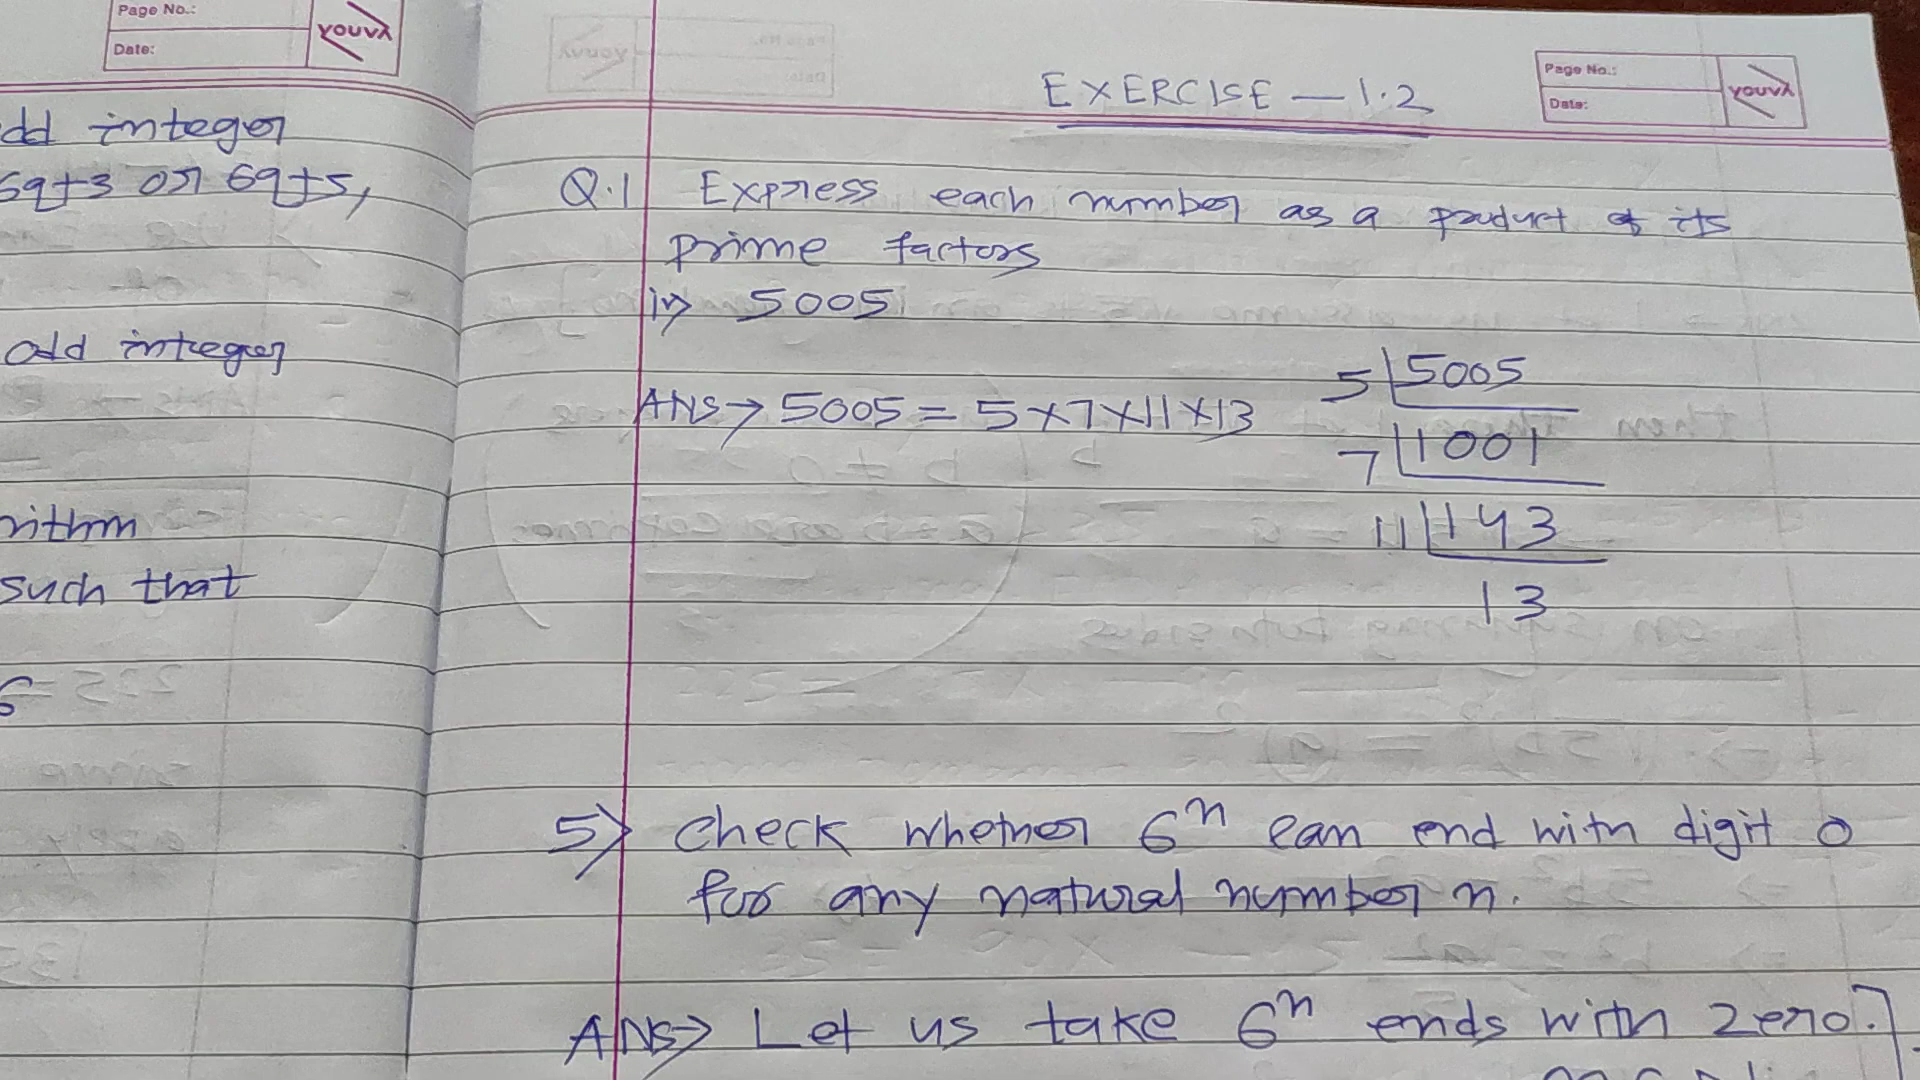 Page No.:
Date:
YOUVA
dd integer
6q+3 or 6q+5,
odd integer
rithm
such that
Page No.:
Date:
YOUVA
EXERCISE – 1.2
Q.1 Express each number as a product of its
prime factors
iv> 5005
ANS→ 5005 = 5×7×11×13
5 5005
7 1001
11 143
13
5> Check whether 6ⁿ can end with digit 0
for any natural number n.
ANS→ Let us take 6ⁿ ends with zero.]